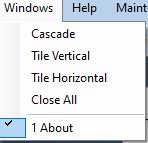 Windows Help Maint
Cascade
Tile Vertical
Tile Horizontal
Close All
1 About